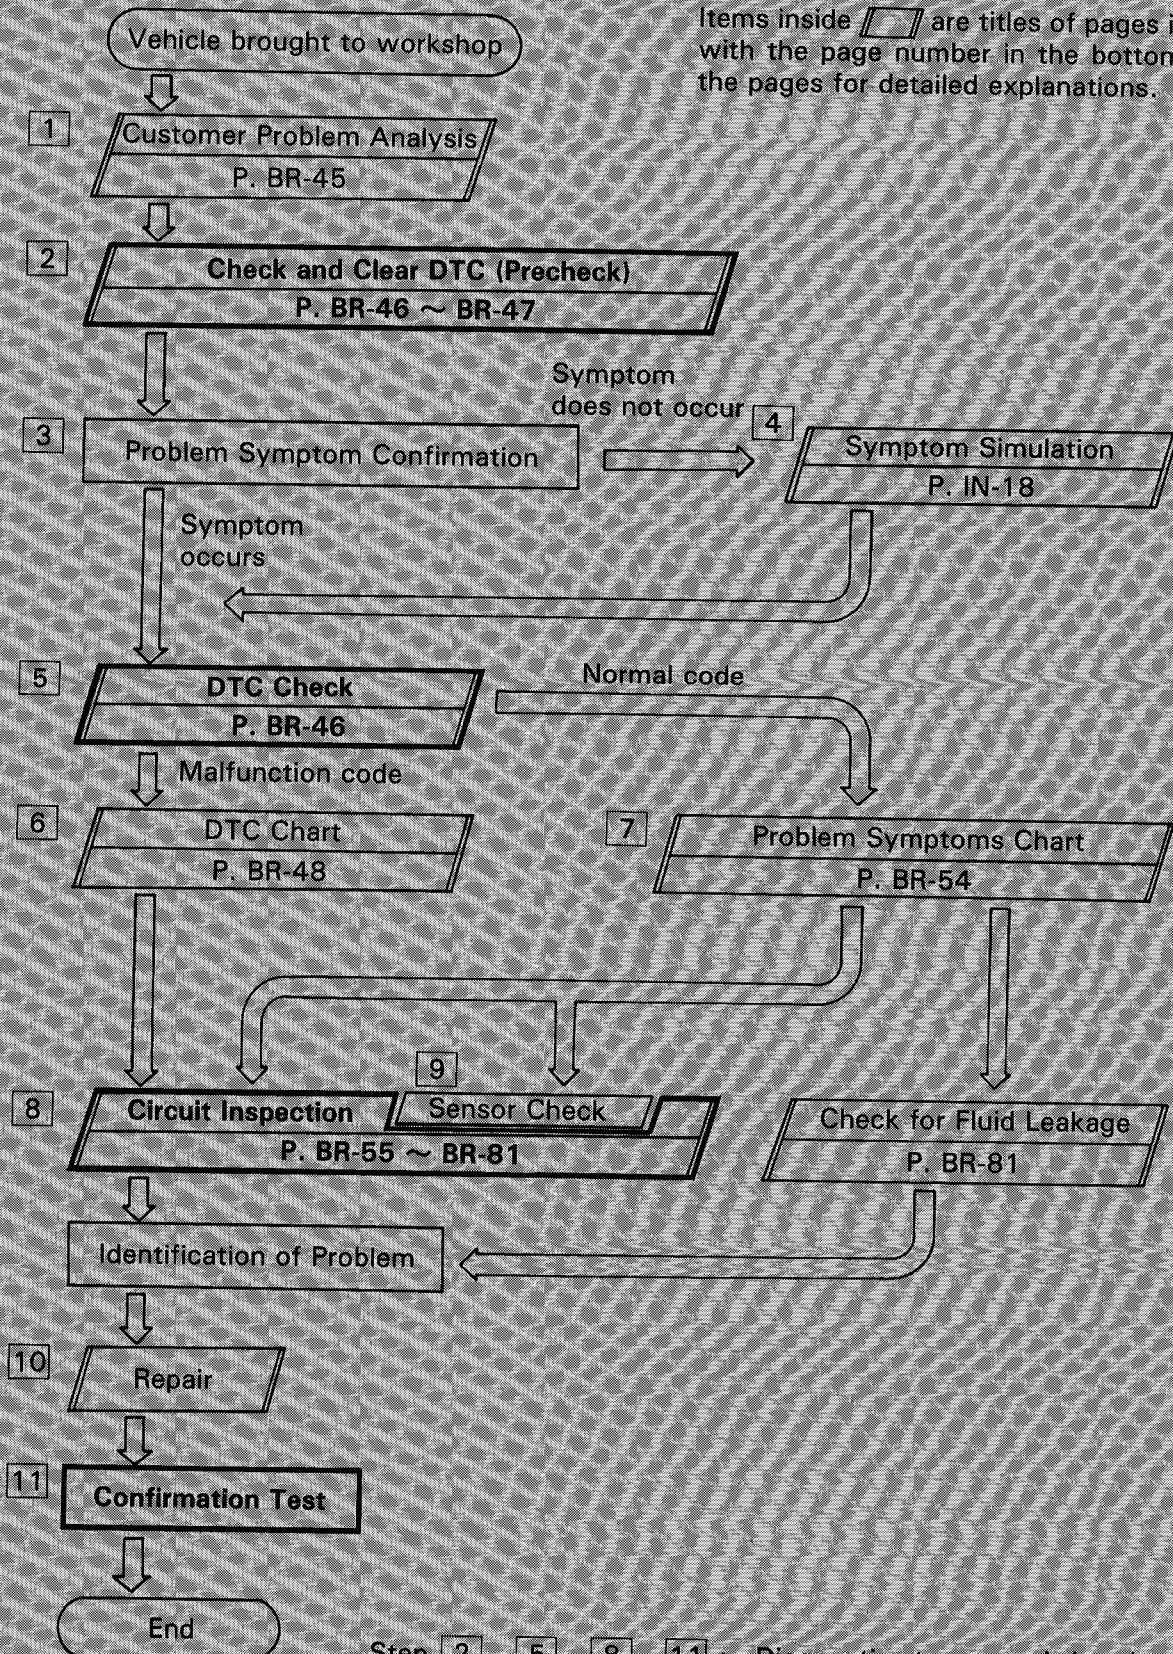 Vehicle brought to workshop
Items inside are titles of pages
with the page number in the
the pages for detailed explanations.
1
Customer Problem Analysis
P. BR-45
2
Check and Clear DTC (Precheck)
P. BR-46 ~ BR-47
3
Problem Symptom Confirmation
Symptom
does not occur
4
Symptom Simulation
P. IN-18
Symptom
occurs
5
DTC Check
P. BR-46
Normal code
Malfunction code
6
DTC Chart
P. BR-48
7
Problem Symptoms Chart
P. BR-54
8
Circuit Inspection
9
Sensor Check
P. BR-55 ~ BR-81
Check for Fluid Leakage
P. BR-81
Identification of Problem
10
Repair
11
Confirmation Test
End
Step 2 5 8 11